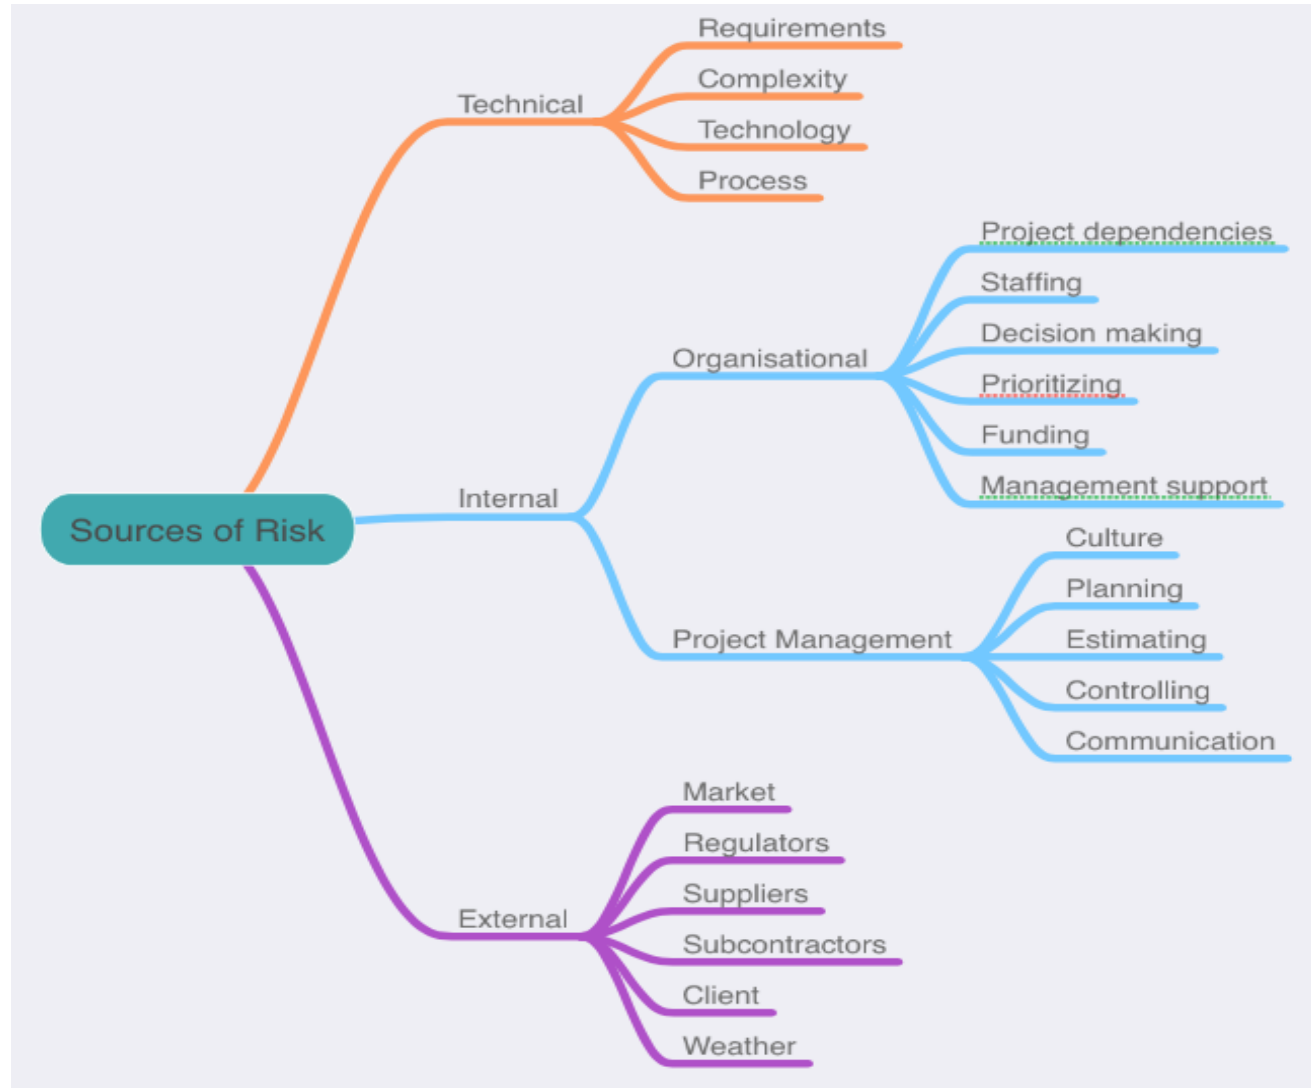 Requirements
Complexity
Technical
Technology
Process
Project dependencies
Staffing
Decision making
Organisational
Prioritizing
Funding
Management support
Internal
Sources of Risk
Culture
Planning
Project Management
Estimating
Controlling
Communication
Market
Regulators
Suppliers
External
Subcontractors
Client
Weather